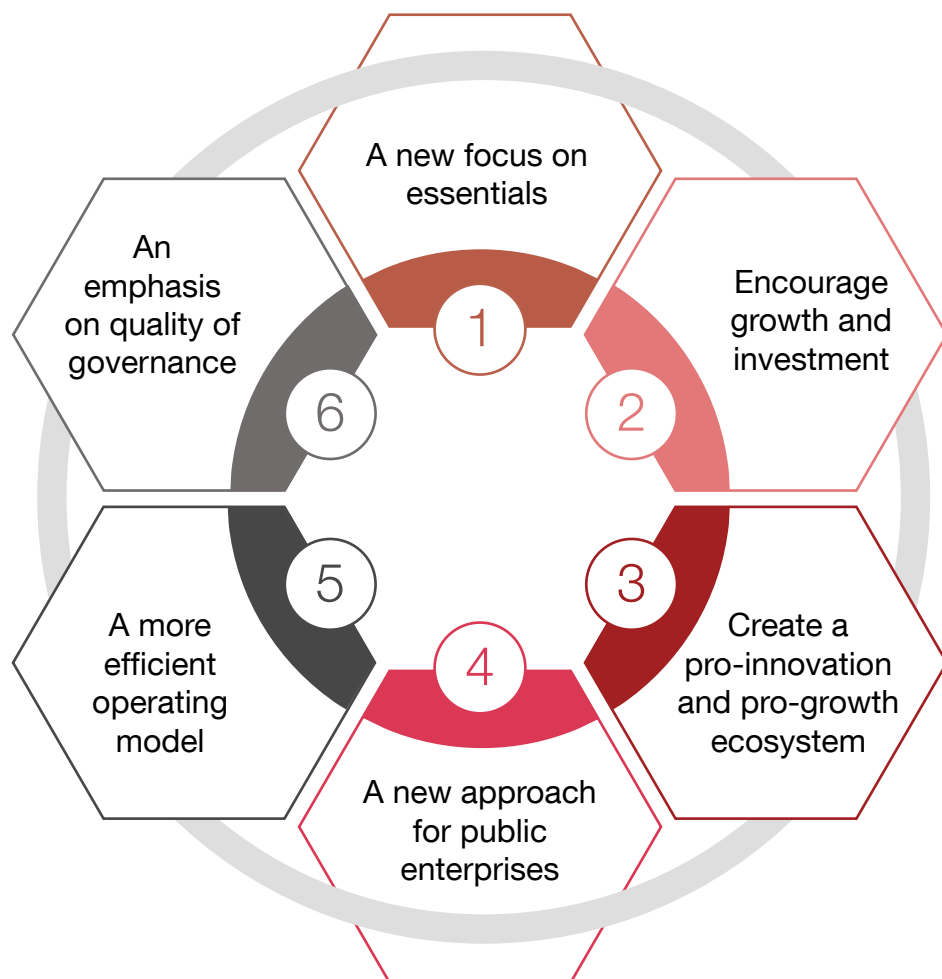 A new focus on
essentials
1
Encourage
growth and
investment
2
Create a
pro-innovation
and pro-growth
ecosystem
3
A new approach
for public
enterprises
4
A more
efficient
operating
model
5
An
emphasis
on quality of
governance
6